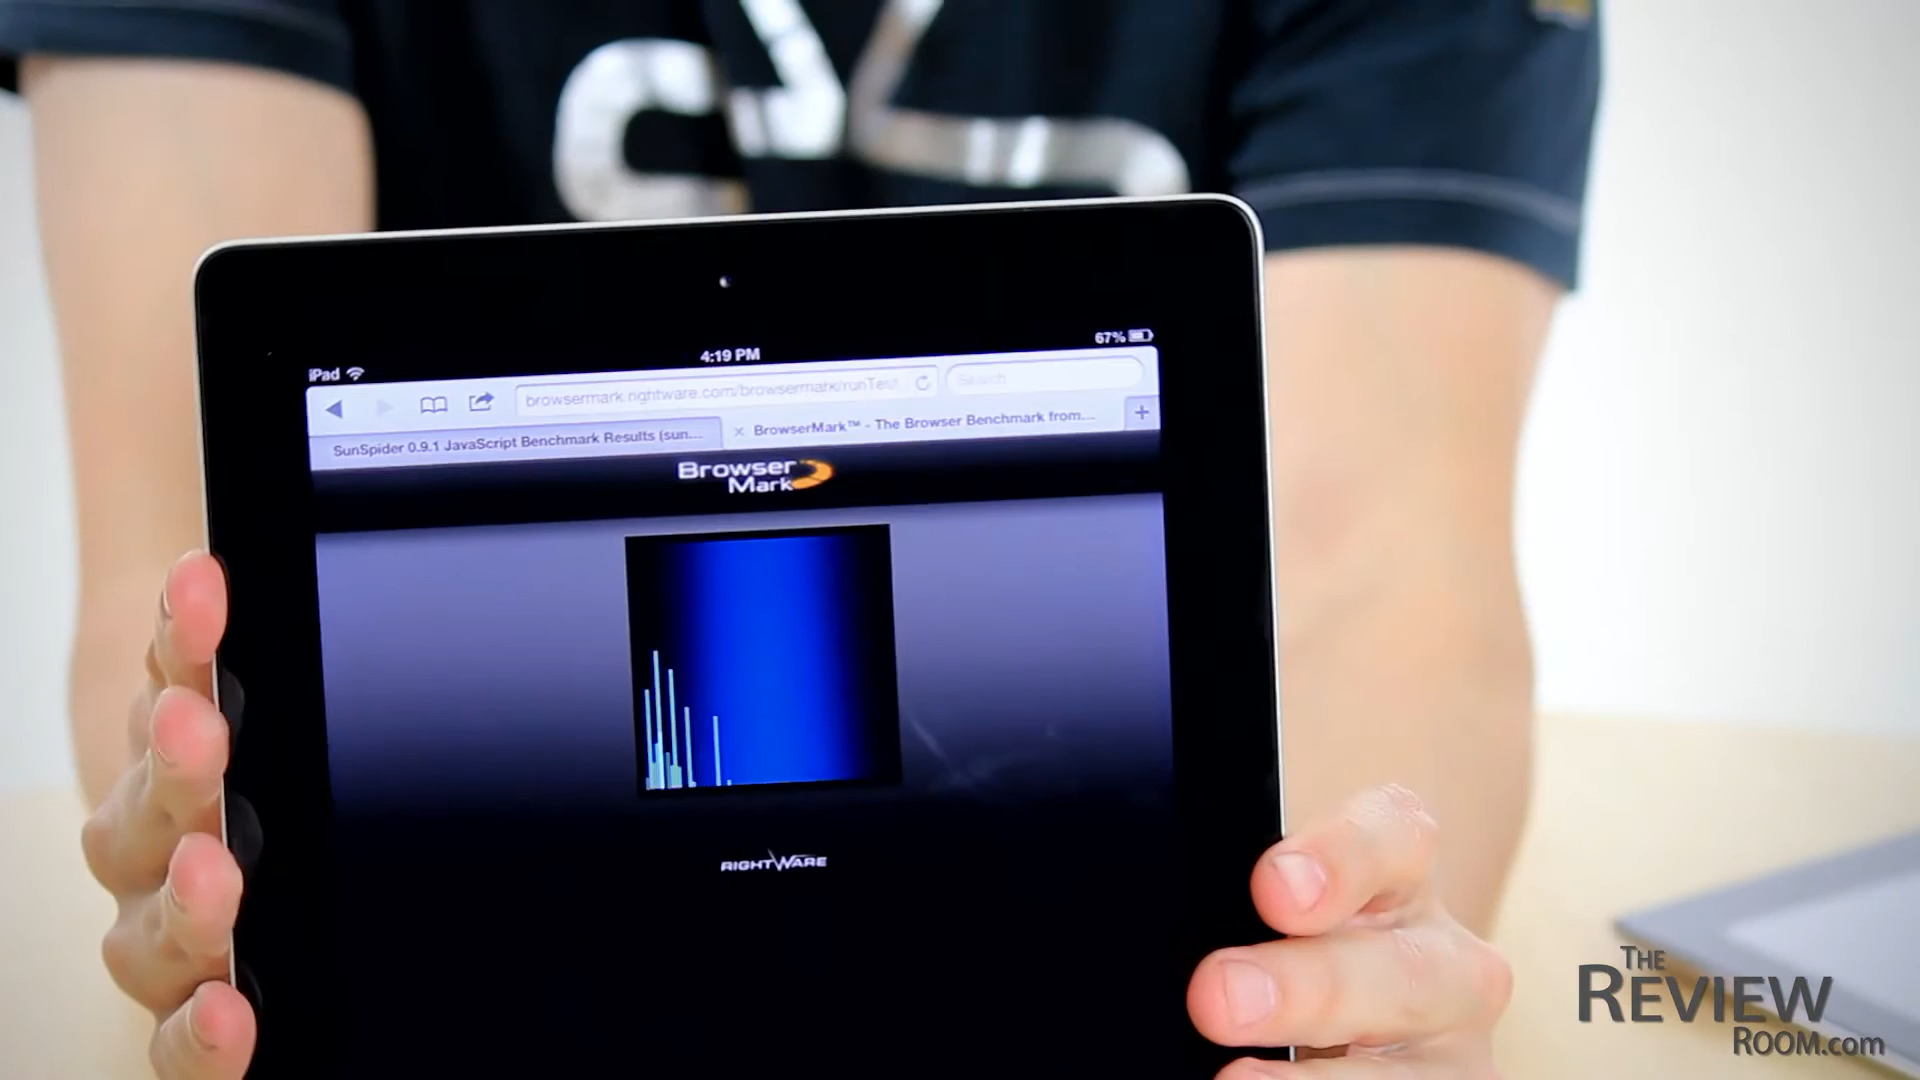 iPad
4:19 PM
67%
browsermark.rightware.com/browsermark/runTest
Search
SunSpider 0.9.1 JavaScript Benchmark Results (sun...
BrowserMark™ - The Browser Benchmark from...
Browser
Mark
RIGHTWARE
THE
REVIEW
ROOM.com